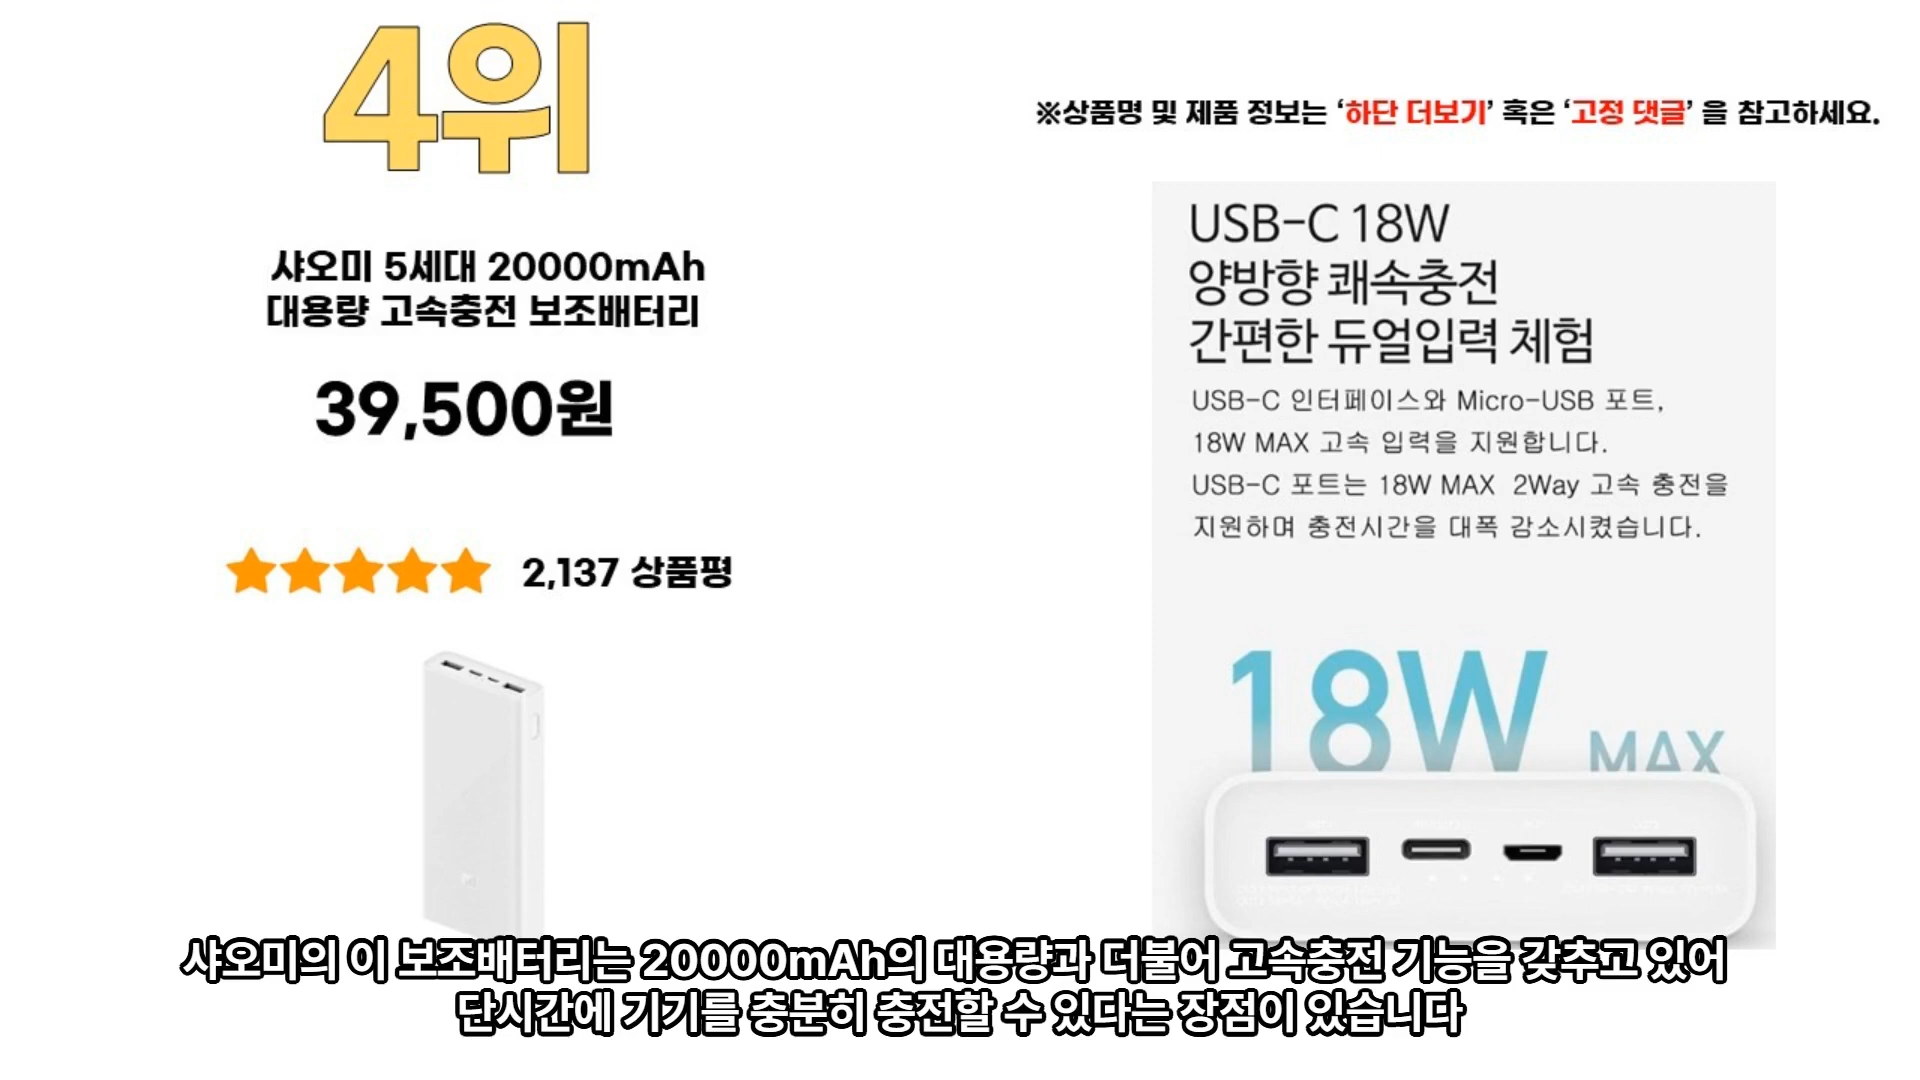 4위
※상품명 및 제품 정보는 ‘하단 더보기’ 혹은 ‘고정 댓글’ 을 참고하세요.
샤오미 5세대 20000mAh
대용량 고속충전 보조배터리
39,500원
2,137 상품평
USB-C 18W
양방향 쾌속충전
간편한 듀얼입력 체험
USB-C 인터페이스와 Micro-USB 포트,
18W MAX 고속 입력을 지원합니다.
USB-C 포트는 18W MAX 2Way 고속 충전을
지원하며 충전시간을 대폭 감소시켰습니다.
18W MAX
샤오미의 이 보조배터리는 20000mAh의 대용량과 더불어 고속충전 기능을 갖추고 있어
단시간에 기기를 충분히 충전할 수 있다는 장점이 있습니다